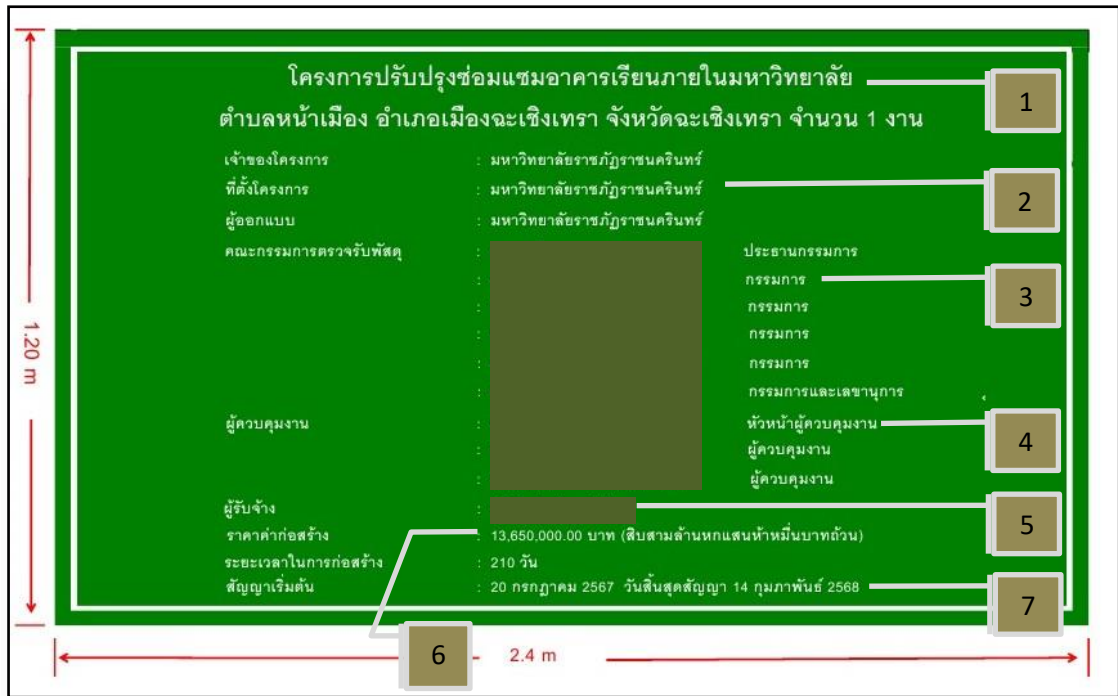 โครงการปรับปรุงซ่อมแซมอาคารเรียนภายในมหาวิทยาลัย
1
ตำบลหน้าเมือง อำเภอเมืองฉะเชิงเทรา จังหวัดฉะเชิงเทรา จำนวน 1 งาน
เจ้าของโครงการ : มหาวิทยาลัยราชภัฏราชนครินทร์
ที่ตั้งโครงการ : มหาวิทยาลัยราชภัฏราชนครินทร์
2
ผู้ออกแบบ : มหาวิทยาลัยราชภัฏราชนครินทร์
คณะกรรมการตรวจรับพัสดุ : ประธานกรรมการ
: กรรมการ
3
: กรรมการ
: กรรมการ
: กรรมการ
: กรรมการและเลขานุการ
ผู้ควบคุมงาน : หัวหน้าผู้ควบคุมงาน
4
: ผู้ควบคุมงาน
: ผู้ควบคุมงาน
ผู้รับจ้าง :
5
ราคาค่าก่อสร้าง : 13,650,000.00 บาท (สิบสามล้านหกแสนห้าหมื่นบาทถ้วน)
ระยะเวลาในการก่อสร้าง : 210 วัน
สัญญาเริ่มต้น : 20 กรกฎาคม 2567 วันสิ้นสุดสัญญา 14 กุมภาพันธ์ 2568
7
6
1.20 m
2.4 m